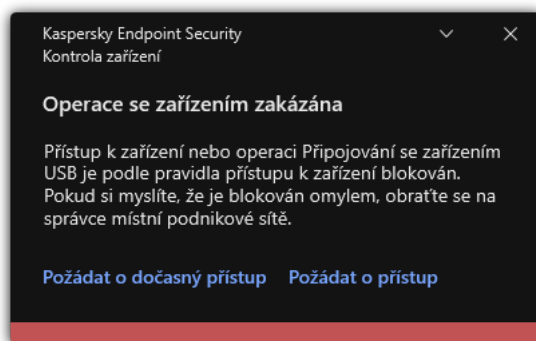 Kaspersky Endpoint Security
Kontrola zařízení
Operace se zařízením zakázána
Přístup k zařízení nebo operaci Připojování se zařízením
USB je podle pravidla přístupu k zařízení blokován.
Pokud si myslíte, že je blokován omylem, obraťte se na
správce místní podnikové sítě.
Požádat o dočasný přístup Požádat o přístup